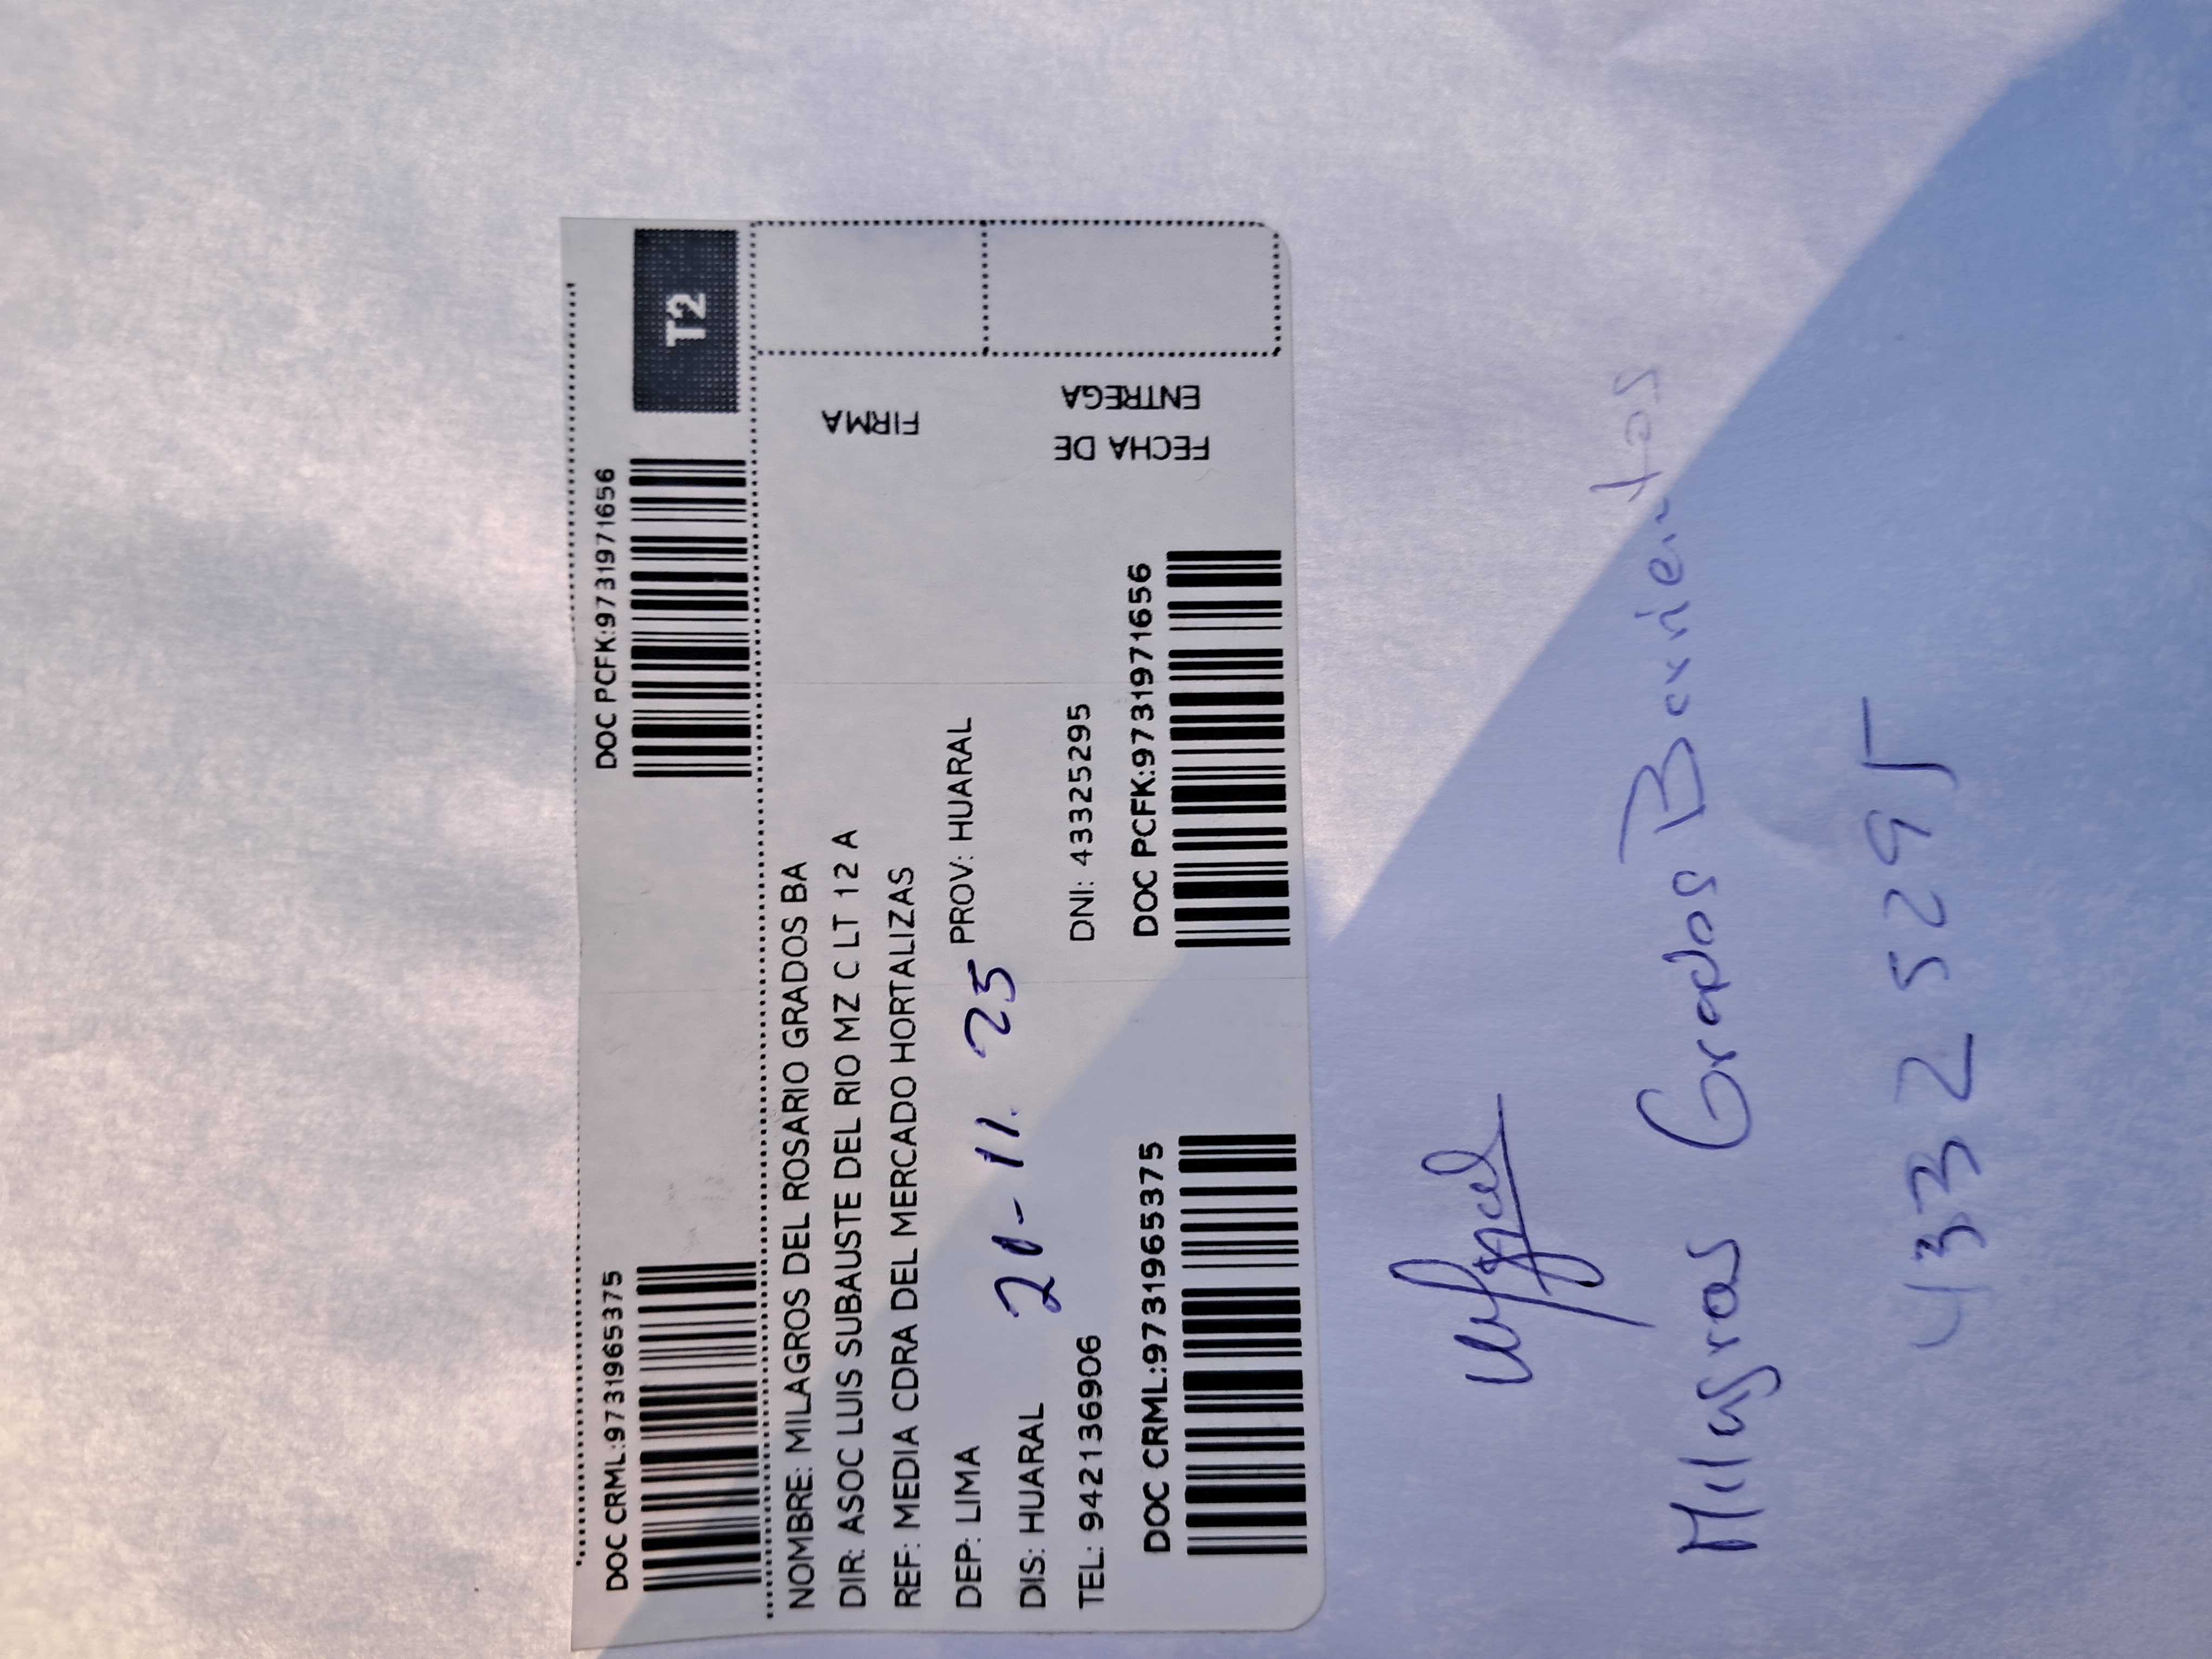 DOC CRML:9731965375 DOC PCFK:9731971656 T2
NOMBRE: MILAGROS DEL ROSARIO GRADOS BA
DIR: ASOC LUIS SUBAUSTE DEL RIO MZ C LT 12 A
REF: MEDIA CDRA DEL MERCADO HORTALIZAS
DEP: LIMA PROV: HUARAL
20-11 25
DIS: HUARAL
TEL: 942136906 DNI: 43325295
DOC CRML:9731965375 DOC PCFK:9731971656
FIRMA
FECHA DE
ENTREGA
Milagros Grados Barrientos
43325295